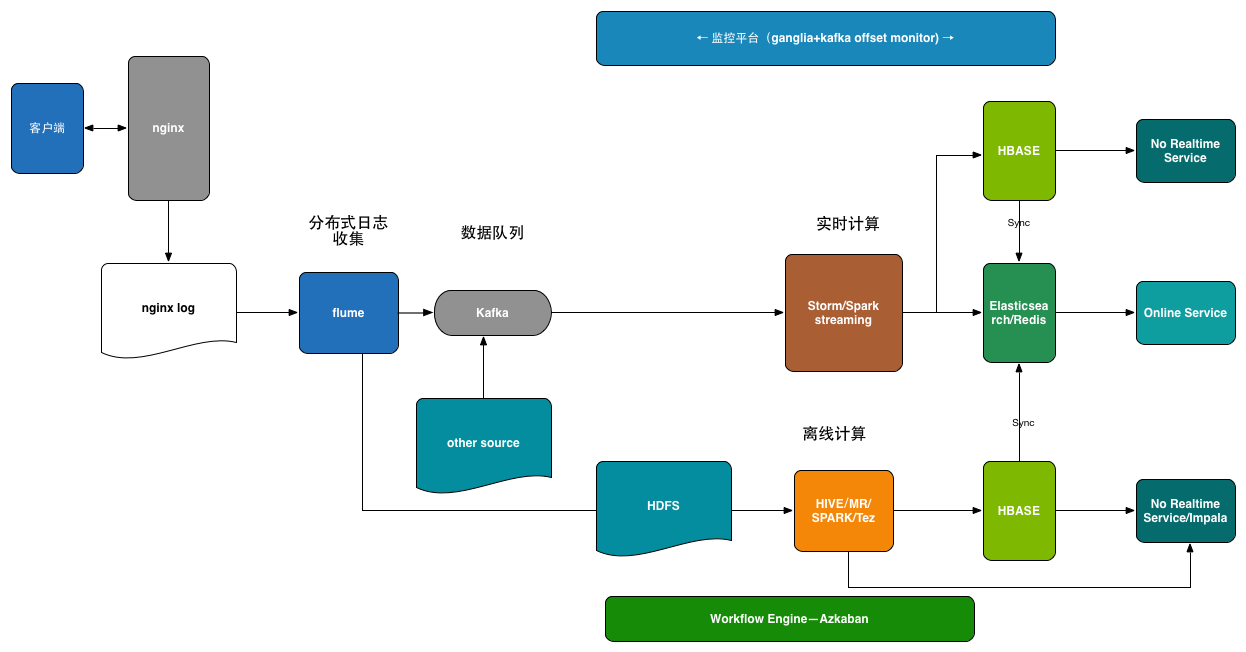 ← 监控平台（ganglia+kafka offset monitor) →
客户端
nginx
HBASE
No Realtime
Service
分布式日志
收集
数据队列
实时计算
Sync
nginx log
flume
Kafka
Storm/Spark
streaming
Elasticsea
rch/Redis
Online Service
other source
离线计算
Sync
HDFS
HIVE/MR/
SPARK/Tez
HBASE
No Realtime
Service/Impala
Workflow Engine—Azkaban